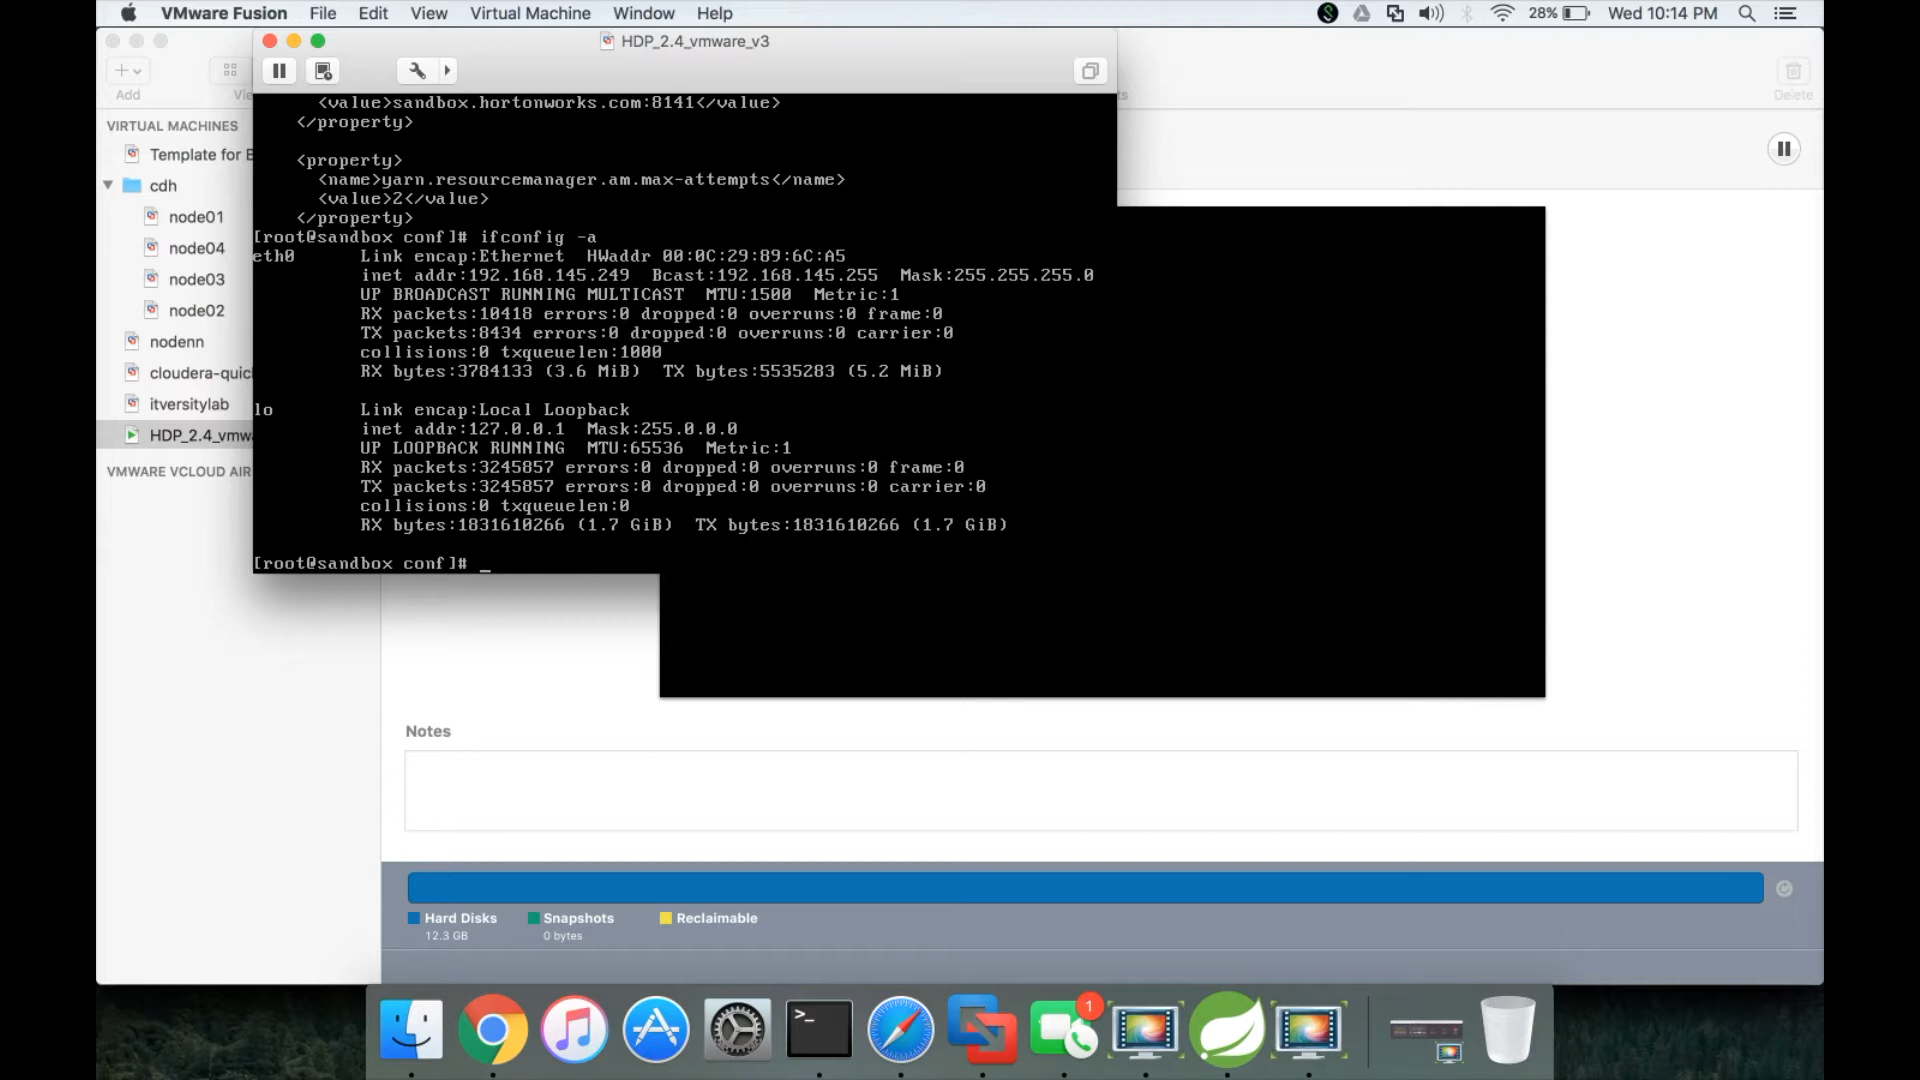 VMware Fusion File Edit View Virtual Machine Window Help 28% Wed 10:14 PM
HDP_2.4_vmware_v3
Add
Delete
VIRTUAL MACHINES
Template for
cdh
node01
node04
node03
node02
nodenn
cloudera-quic
itversitylab
HDP_2.4_vmw
VMWARE VCLOUD AIR
<value>sandbox.hortonworks.com:8141</value>
</property>
<property>
<name>yarn.resourcemanager.am.max-attempts</name>
<value>2</value>
</property>
[root@sandbox conf]# ifconfig -a
eth0 Link encap:Ethernet HWaddr 00:0C:29:89:6C:A5
inet addr:192.168.145.249 Bcast:192.168.145.255 Mask:255.255.255.0
UP BROADCAST RUNNING MULTICAST MTU:1500 Metric:1
RX packets:10418 errors:0 dropped:0 overruns:0 frame:0
TX packets:8434 errors:0 dropped:0 overruns:0 carrier:0
collisions:0 txqueuelen:1000
RX bytes:3784133 (3.6 MiB) TX bytes:5535283 (5.2 MiB)
lo Link encap:Local Loopback
inet addr:127.0.0.1 Mask:255.0.0.0
UP LOOPBACK RUNNING MTU:65536 Metric:1
RX packets:3245857 errors:0 dropped:0 overruns:0 frame:0
TX packets:3245857 errors:0 dropped:0 overruns:0 carrier:0
collisions:0 txqueuelen:0
RX bytes:1831610266 (1.7 GiB) TX bytes:1831610266 (1.7 GiB)
[root@sandbox conf]# _
Notes
Hard Disks Snapshots Reclaimable
12.3 GB 0 bytes
>_
1